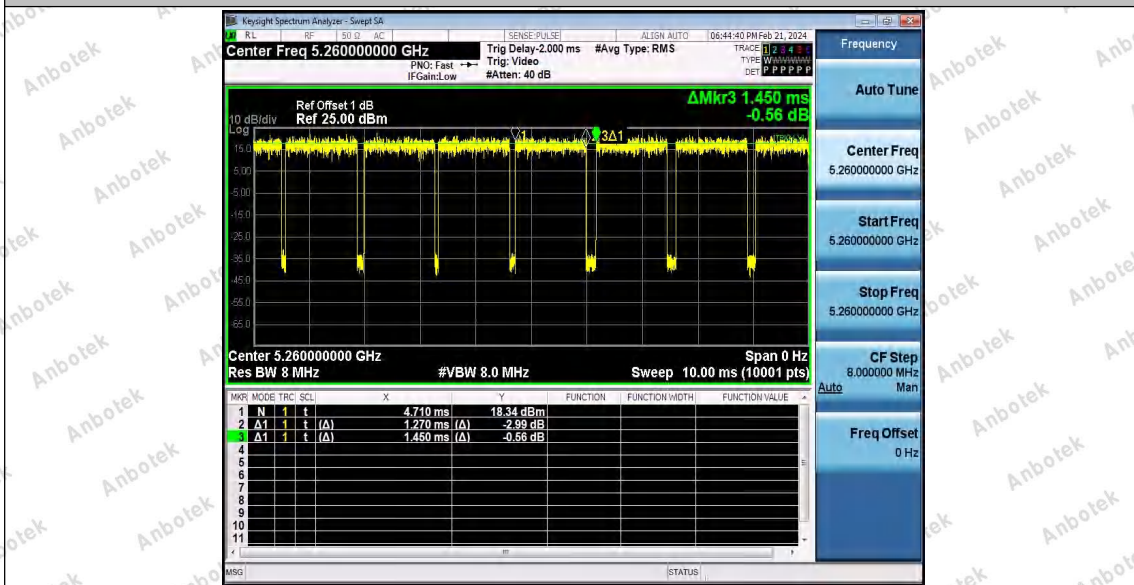 Keysight Spectrum Analyzer - Swept SA
RL RF 50 Ω AC SENSE:PULSE ALIGN AUTO 06:44:40 PM Feb 21, 2024
Center Freq 5.260000000 GHz
PNO: Fast
IFGain:Low
Trig Delay-2.000 ms
Trig: Video
#Atten: 40 dB
#Avg Type: RMS
TRACE 1 2 3 4 5 6
TYPE WWWWWW
DET P P P P P P
ΔMkr3 1.450 ms
-0.56 dB
Ref Offset 1 dB
Ref 25.00 dBm
10 dB/div
Log
15.0
5.00
-5.00
-15.0
-25.0
-35.0
-45.0
-55.0
-65.0
1
2
3Δ1
Center 5.260000000 GHz
Span 0 Hz
Res BW 8 MHz
#VBW 8.0 MHz
Sweep 10.00 ms (10001 pts)
MKR MODE TRC SCL X Y FUNCTION FUNCTION WIDTH FUNCTION VALUE
1 N 1 t 4.710 ms 18.34 dBm
2 Δ1 1 t (Δ) 1.270 ms (Δ) -2.99 dB
3 Δ1 1 t (Δ) 1.450 ms (Δ) -0.56 dB
4
5
6
7
8
9
10
11
MSG
STATUS
Frequency
Auto Tune
Center Freq
5.260000000 GHz
Start Freq
5.260000000 GHz
Stop Freq
5.260000000 GHz
CF Step
8.000000 MHz
Auto Man
Freq Offset
0 Hz
Anbotek